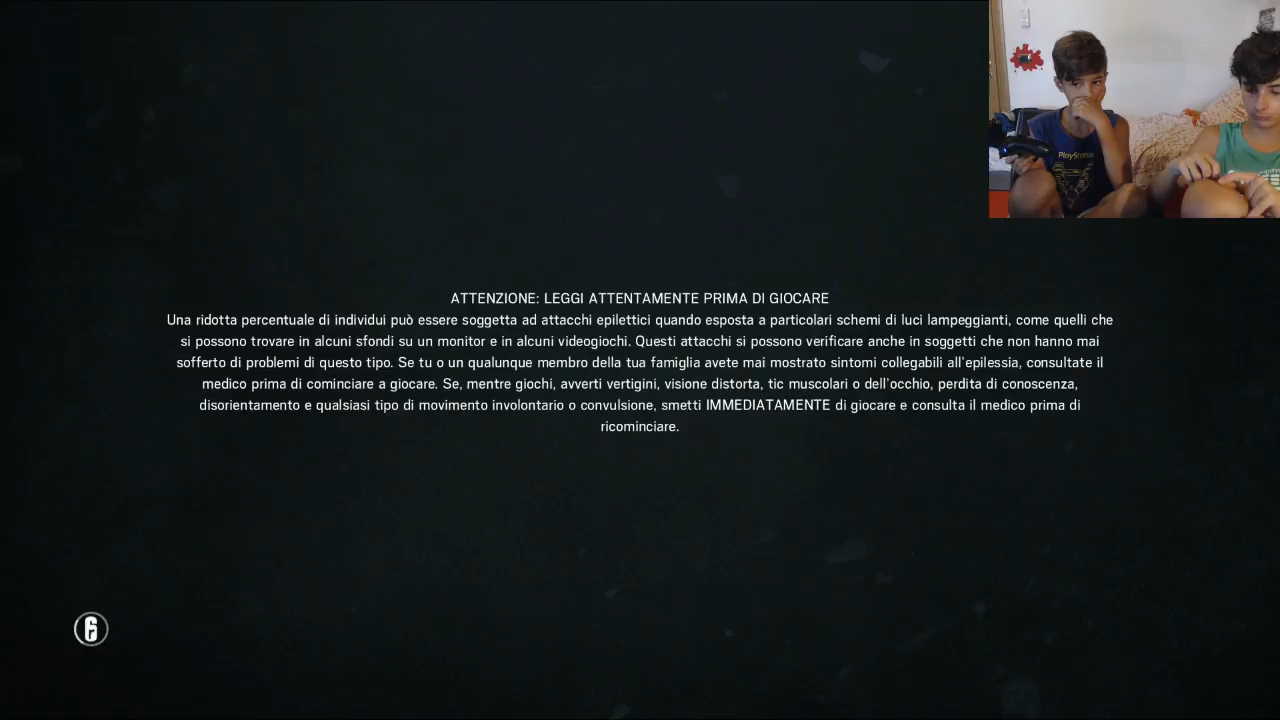 PlayStation
ATTENZIONE: LEGGI ATTENTAMENTE PRIMA DI GIOCARE
Una ridotta percentuale di individui può essere soggetta ad attacchi epilettici quando esposta a particolari schemi di luci lampeggianti, come quelli che
si possono trovare in alcuni sfondi su un monitor e in alcuni videogiochi. Questi attacchi si possono verificare anche in soggetti che non hanno mai
sofferto di problemi di questo tipo. Se tu o un qualunque membro della tua famiglia avete mai mostrato sintomi collegabili all'epilessia, consultate il
medico prima di cominciare a giocare. Se, mentre giochi, avverti vertigini, visione distorta, tic muscolari o dell'occhio, perdita di conoscenza,
disorientamento e qualsiasi tipo di movimento involontario o convulsione, smetti IMMEDIATAMENTE di giocare e consulta il medico prima di
ricominciare.
6